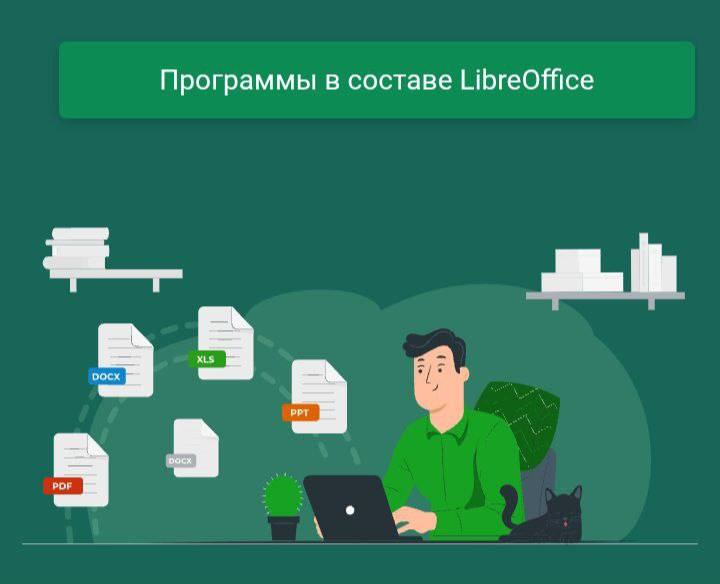 Программы в составе LibreOffice
XLS
DOCX
PPT
DOCX
PDF